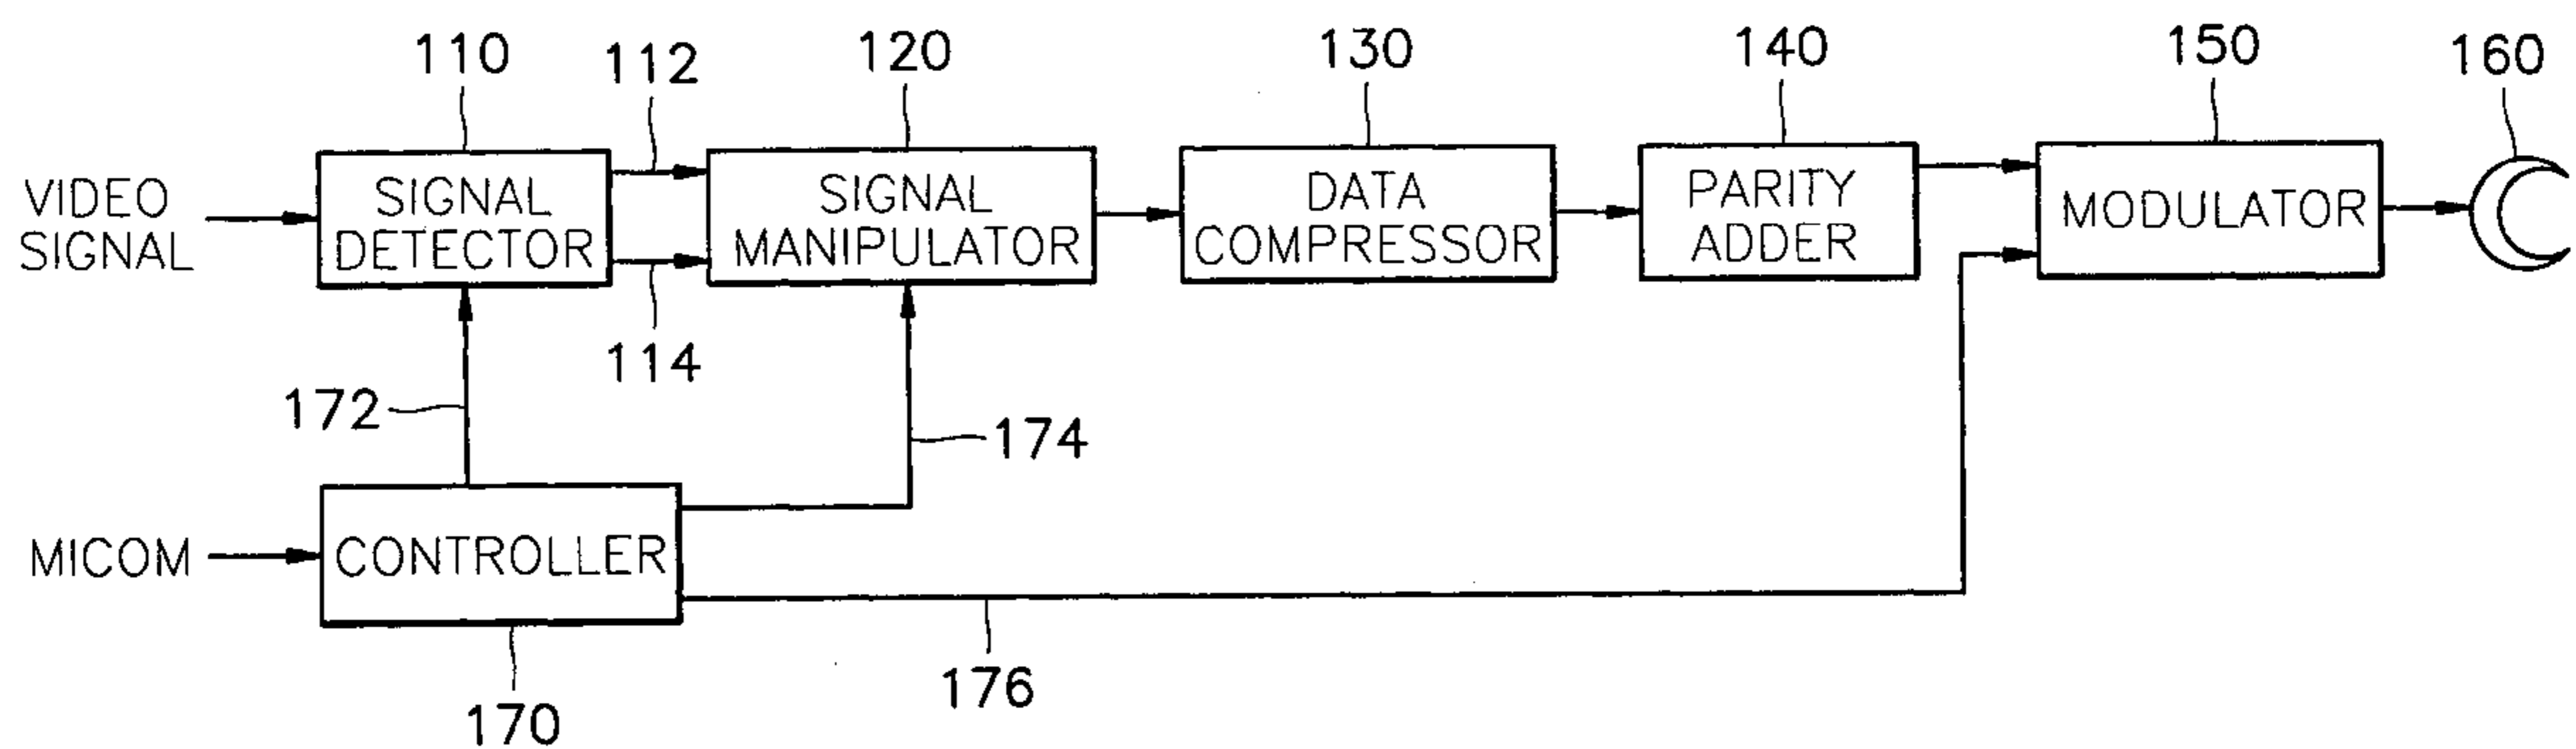 110
112
120
130
140
150
160
VIDEO
SIGNAL
SIGNAL
DETECTOR
SIGNAL
MANIPULATOR
DATA
COMPRESSOR
PARITY
ADDER
MODULATOR
114
172
174
MICOM
CONTROLLER
176
170